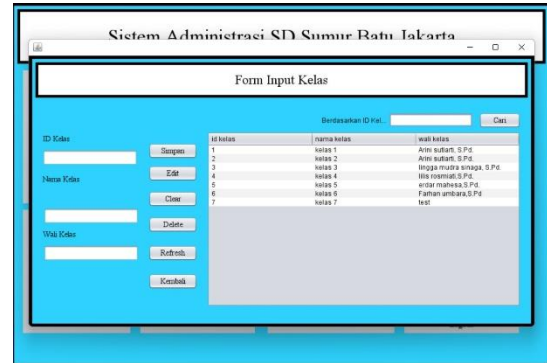 Sistem Administrasi SD Sumur Batu Jakarta
Form Input Kelas
Berdasarkan ID Kel...
Cari
ID Kelas
Nama Kelas
Wali Kelas
Simpan
Edit
Clear
Delete
Refresh
Kembali
id kelas nama kelas wali kelas
1 kelas 1 Arini sutiarti, S.Pd.
2 kelas 2 Arini sutiarti, S.Pd.
3 kelas 3 lingga mudra sinaga, S.Pd.
4 kelas 4 lilis rosmiati,S.Pd.
5 kelas 5 erdar mahesa,S.Pd.
6 kelas 6 Farhan ambara,S.Pd
7 kelas 7 test